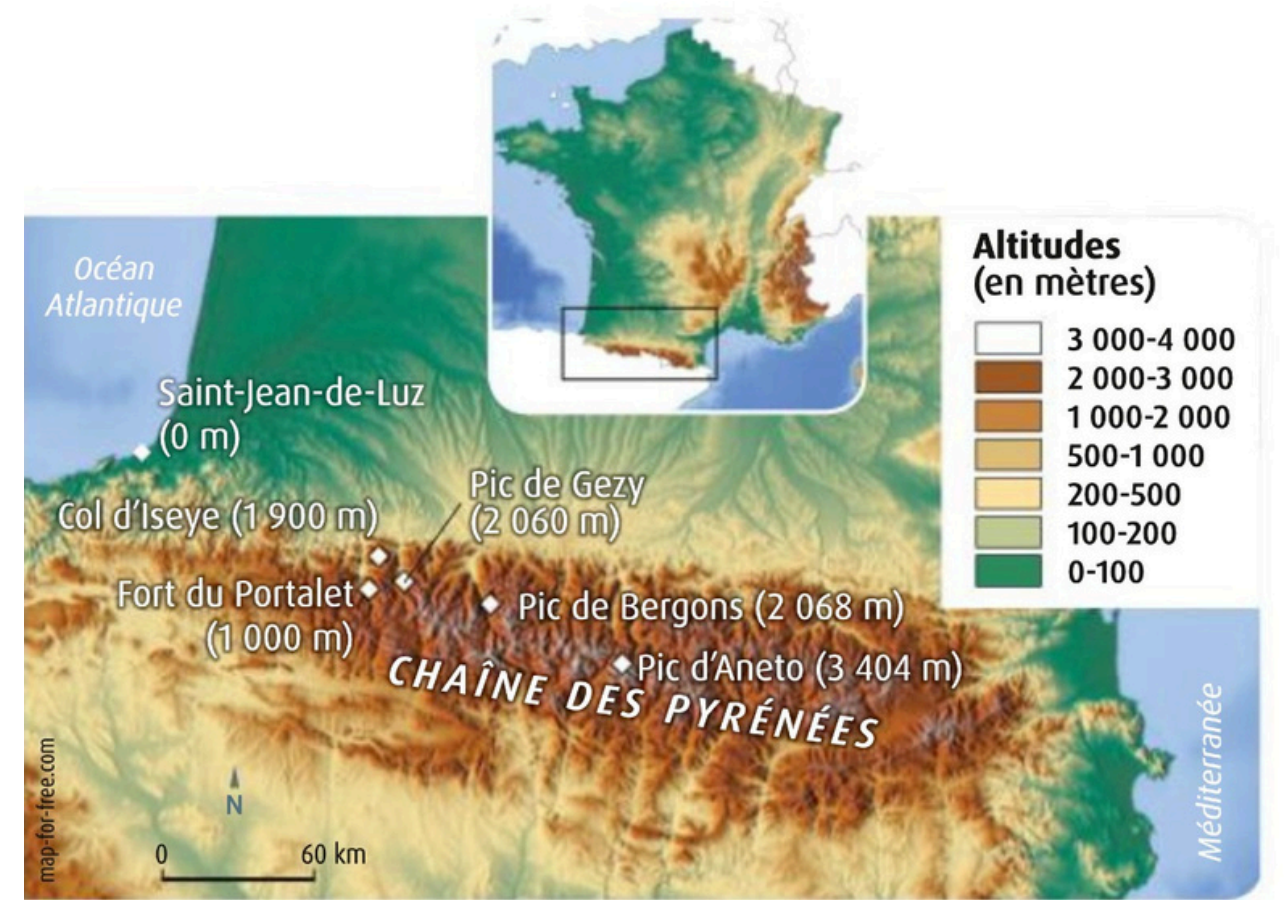 Océan
Atlantique
Altitudes
(en mètres)
3 000-4 000
2 000-3 000
1 000-2 000
500-1 000
200-500
100-200
0-100
Saint-Jean-de-Luz
(0 m)
Pic de Gezy
(2 060 m)
Col d'Iseye (1 900 m)
Fort du Portalet
(1 000 m)
Pic de Bergons (2 068 m)
Pic d'Aneto (3 404 m)
CHAÎNE DES PYRÉNÉES
Méditerranée
map-for-free.com
N
0 60 km